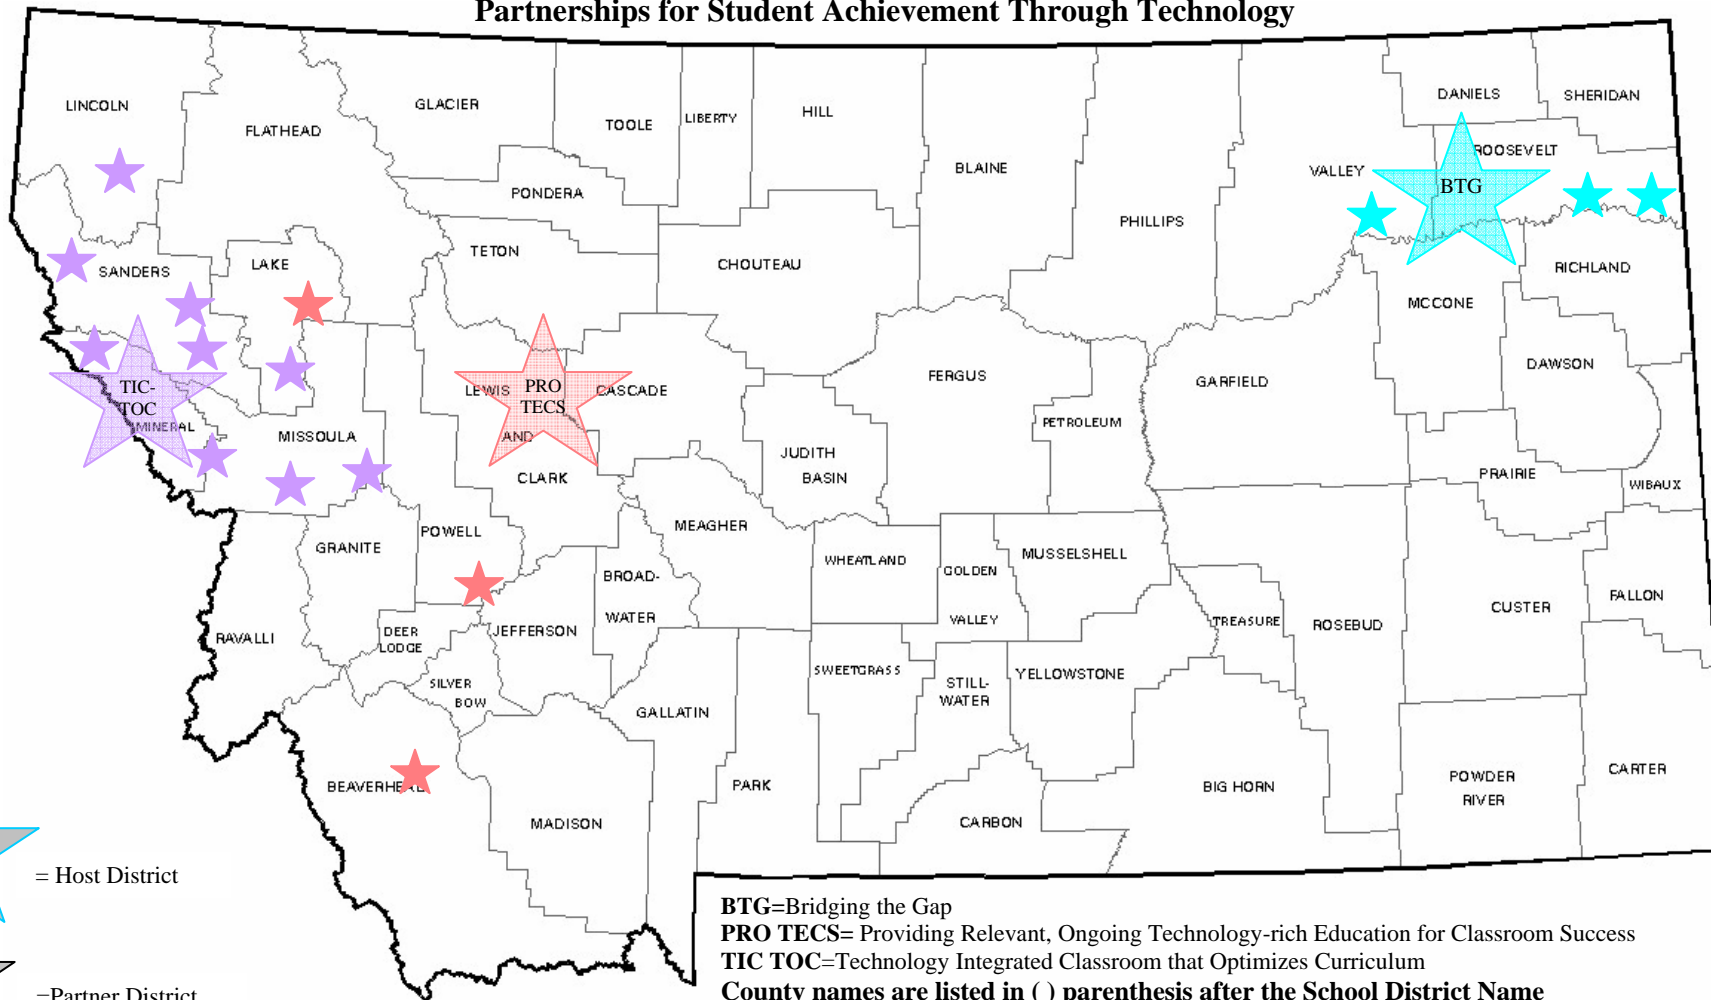 Partnerships for Student Achievement Through Technology
LINCOLN
FLATHEAD
GLACIER
TOOLE
LIBERTY
HILL
BLAINE
PHILLIPS
VALLEY
DANIELS
SHERIDAN
ROOSEVELT
BTG
PONDERA
TETON
CHOUTEAU
SANDERS
LAKE
RICHLAND
MCCONE
DAWSON
TIC-
TOC
MINERAL
MISSOULA
LEWIS
AND
CLARK
PRO
TECS
CASCADE
FERGUS
GARFIELD
PETROLEUM
JUDITH
BASIN
PRAIRIE
WIBAUX
MEAGHER
POWELL
GRANITE
WHEATLAND
GOLDEN
VALLEY
MUSSELSHELL
BROAD-
WATER
FALLON
CUSTER
TREASURE
ROSEBUD
RAVALLI
DEER
LODGE
JEFFERSON
SWEETGRASS
STILL-
WATER
YELLOWSTONE
SILVER
BOW
GALLATIN
BEAVERHEAD
MADISON
PARK
CARBON
BIG HORN
POWDER
RIVER
CARTER
= Host District
=Partner District
BTG=Bridging the Gap
PRO TECS= Providing Relevant, Ongoing Technology-rich Education for Classroom Success
TIC TOC=Technology Integrated Classroom that Optimizes Curriculum
County names are listed in ( ) parenthesis after the School District Name